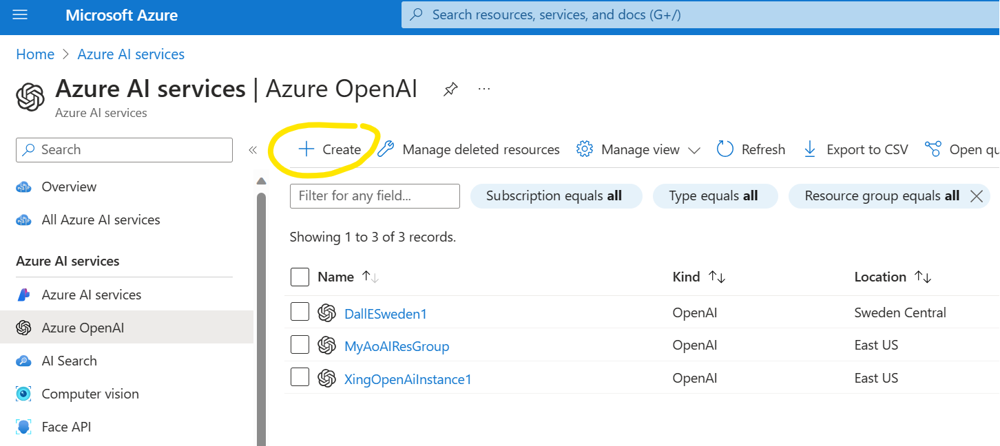 Microsoft Azure
Search resources, services, and docs (G+/)
Home > Azure AI services
Azure AI services | Azure OpenAI ...
Azure AI services
Search «
+ Create Manage deleted resources Manage view Refresh Export to CSV Open
Overview
All Azure AI services
Azure AI services
Azure AI services
Azure OpenAI
AI Search
Computer vision
Face API
Filter for any field... Subscription equals all Type equals all Resource group equals all
Showing 1 to 3 of 3 records.
Name Kind Location
DallESweden1 OpenAI Sweden Central
MyAoAIResGroup OpenAI East US
XingOpenAiInstance1 OpenAI East US